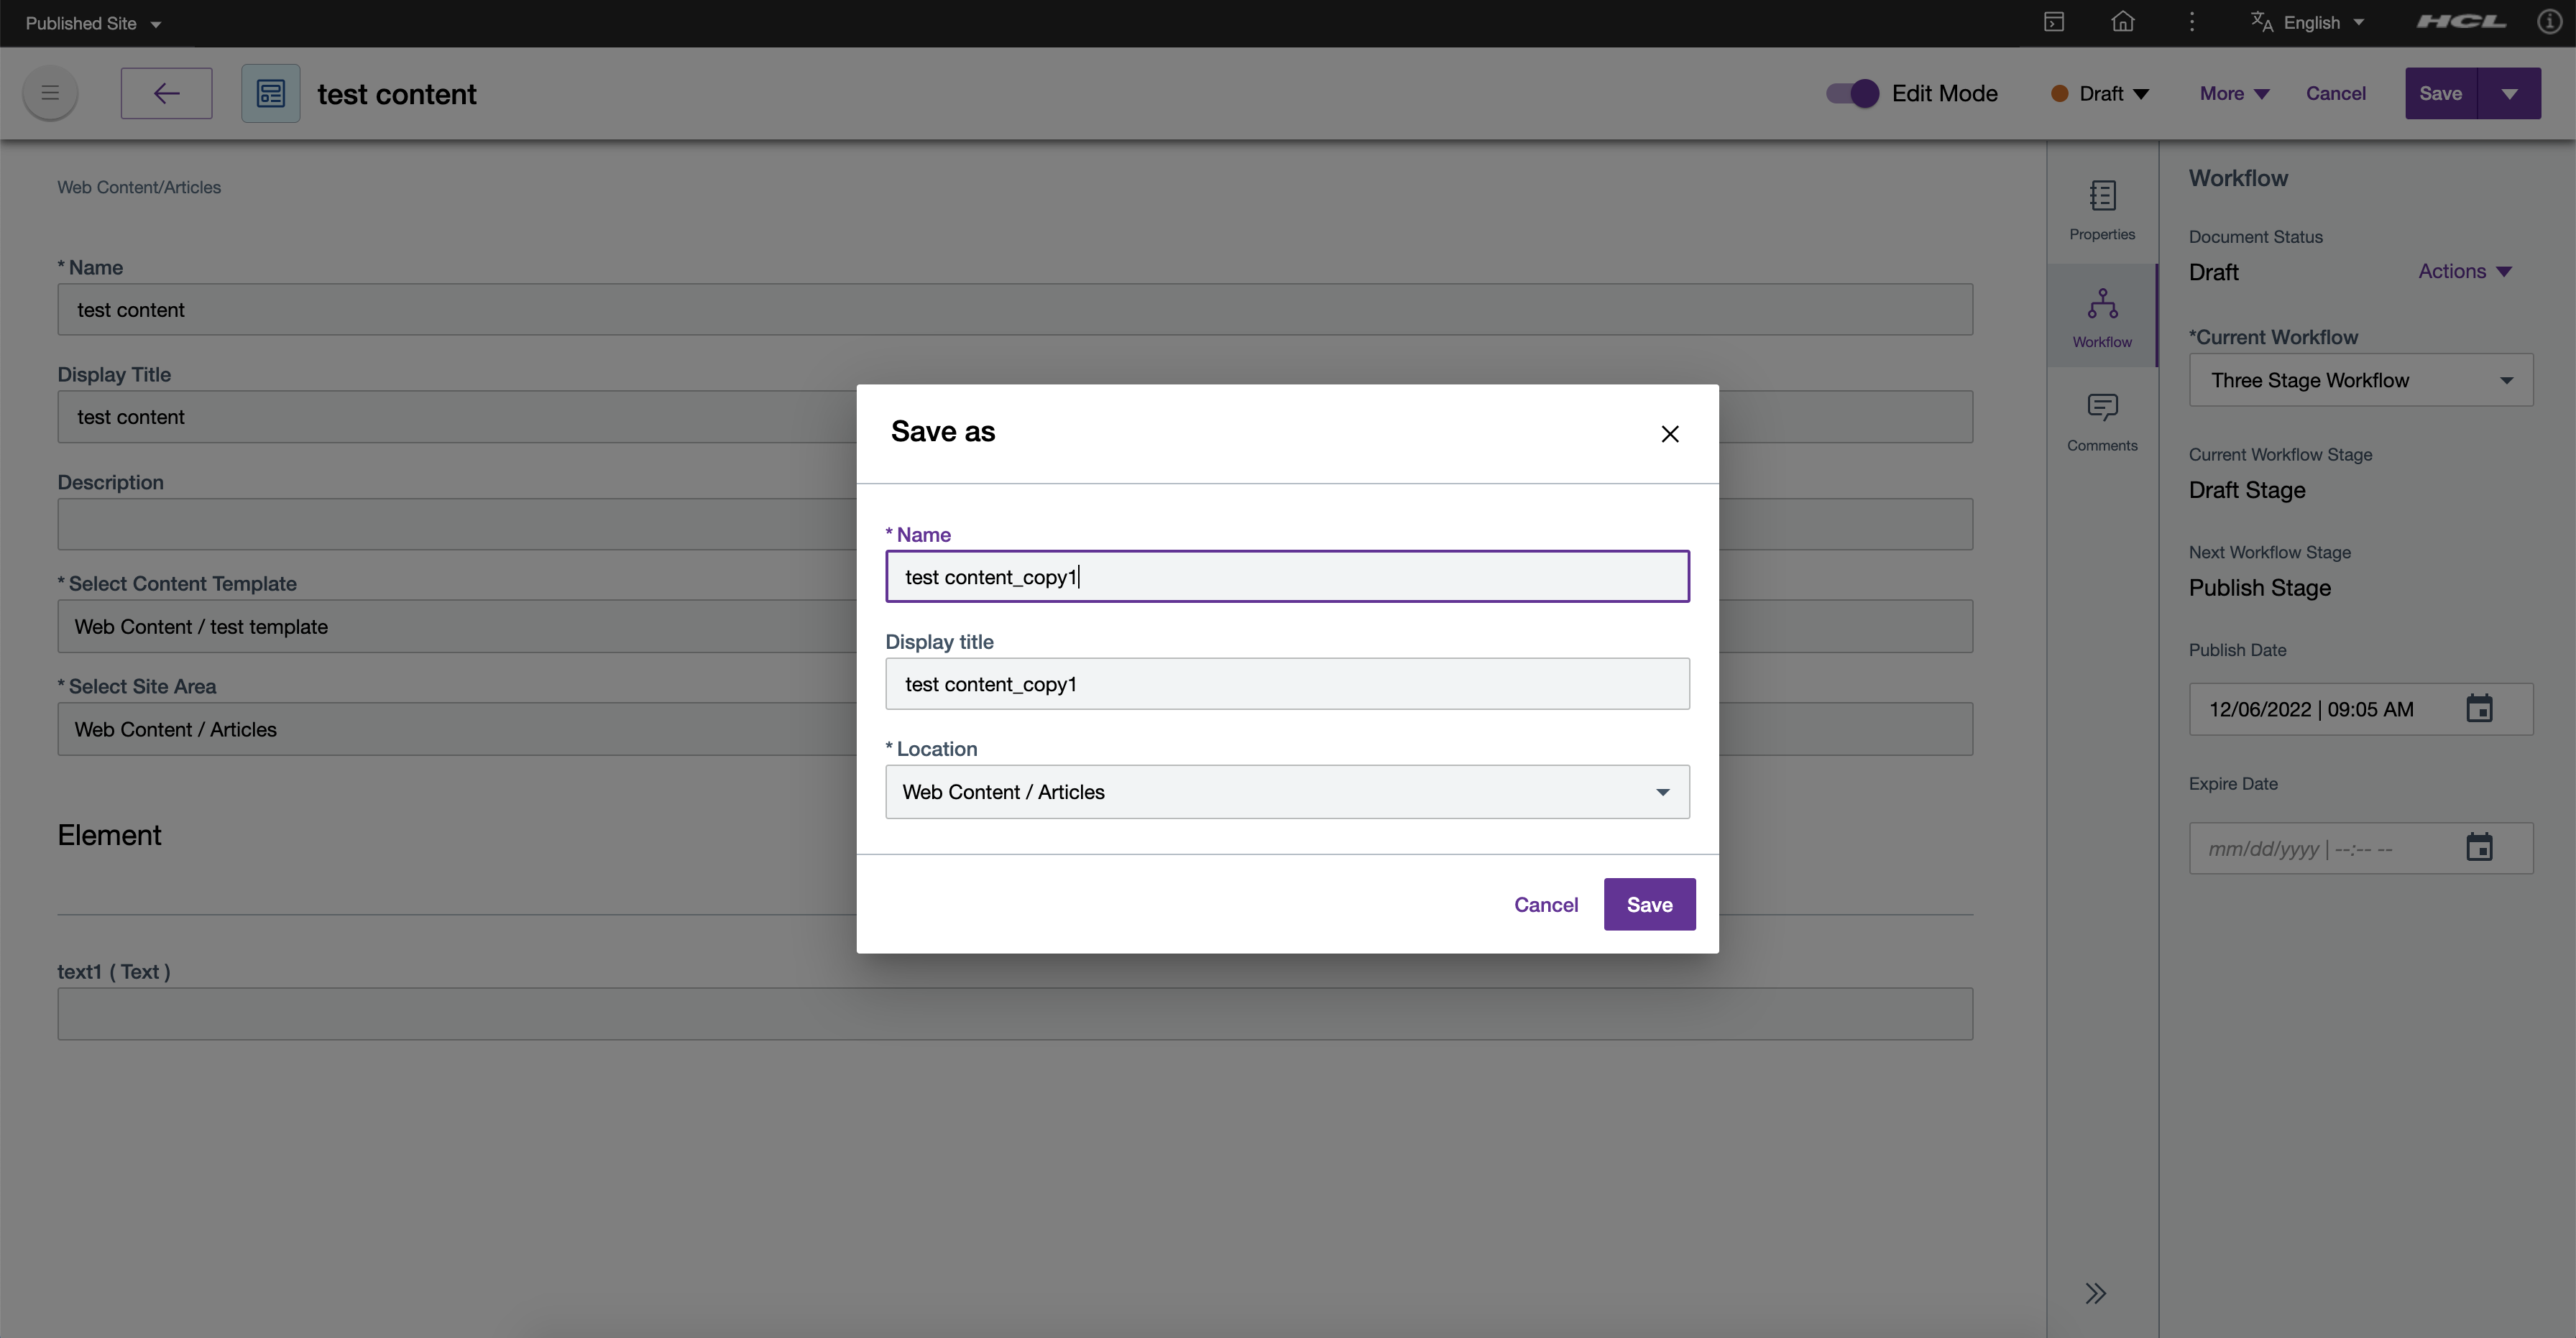 Published Site
English
HCL
test content
Edit Mode
Draft
More
Cancel
Save
Web Content/Articles
* Name
test content
Display Title
test content
Description
* Select Content Template
Web Content / test template
* Select Site Area
Web Content / Articles
Element
text1 ( Text )
Save as
* Name
test content_copy1
Display title
test content_copy1
* Location
Web Content / Articles
Cancel
Save
Properties
Workflow
Comments
Workflow
Document Status
Draft
Actions
*Current Workflow
Three Stage Workflow
Current Workflow Stage
Draft Stage
Next Workflow Stage
Publish Stage
Publish Date
12/06/2022 | 09:05 AM
Expire Date
mm/dd/yyyy | --:-- --